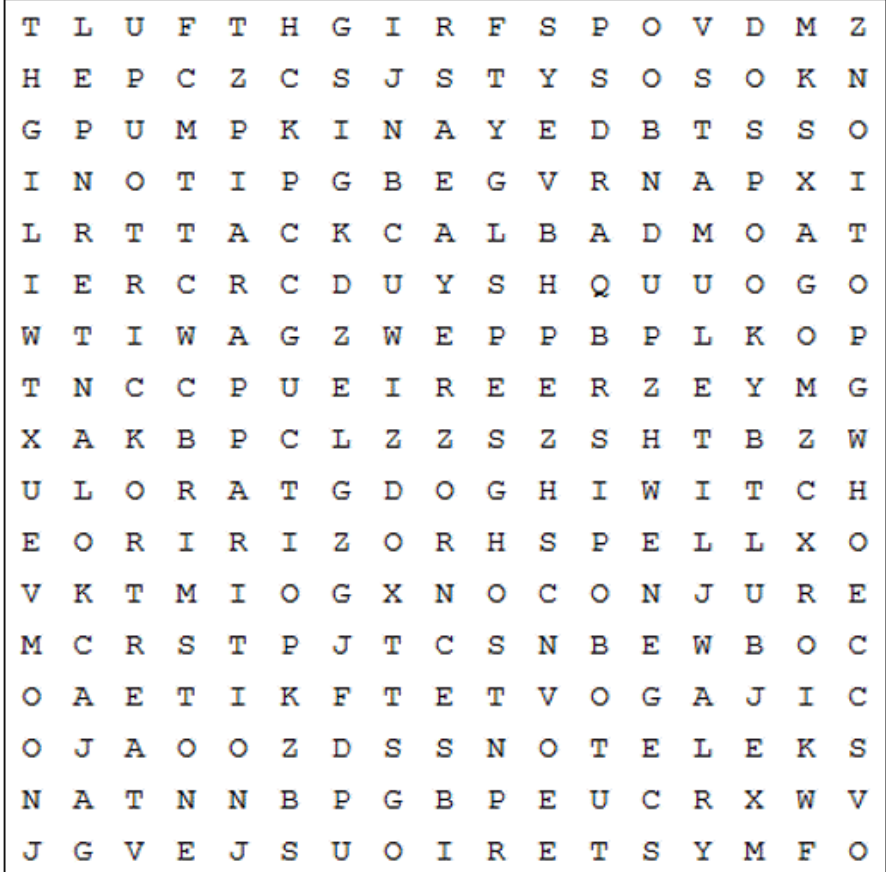 T L U F T H G I R F S P O V D M Z
H E P C Z C S J S T Y S O S O K N
G P U M P K I N A Y E D B T S S O
I N O T I P G B E G V R N A P X I
L R T T A C K C A L B A D M O A T
I E R C R C D U Y S H Q U U O G O
W T I W A G Z W E P P B P L K O P
T N C C P U E I R E E R Z E Y M G
X A K B P C L Z Z S Z S H T B Z W
U L O R A T G D O G H I W I T C H
E O R I R I Z O R H S P E L L X O
V K T M I O G X N O C O N J U R E
M C R S T P J T C S N B E W B O C
O A E T I K F T E T V O G A J I C
O J A O O Z D S S N O T E L E K S
N A T N N B P G B P E U C R X W V
J G V E J S U O I R E T S Y M F O